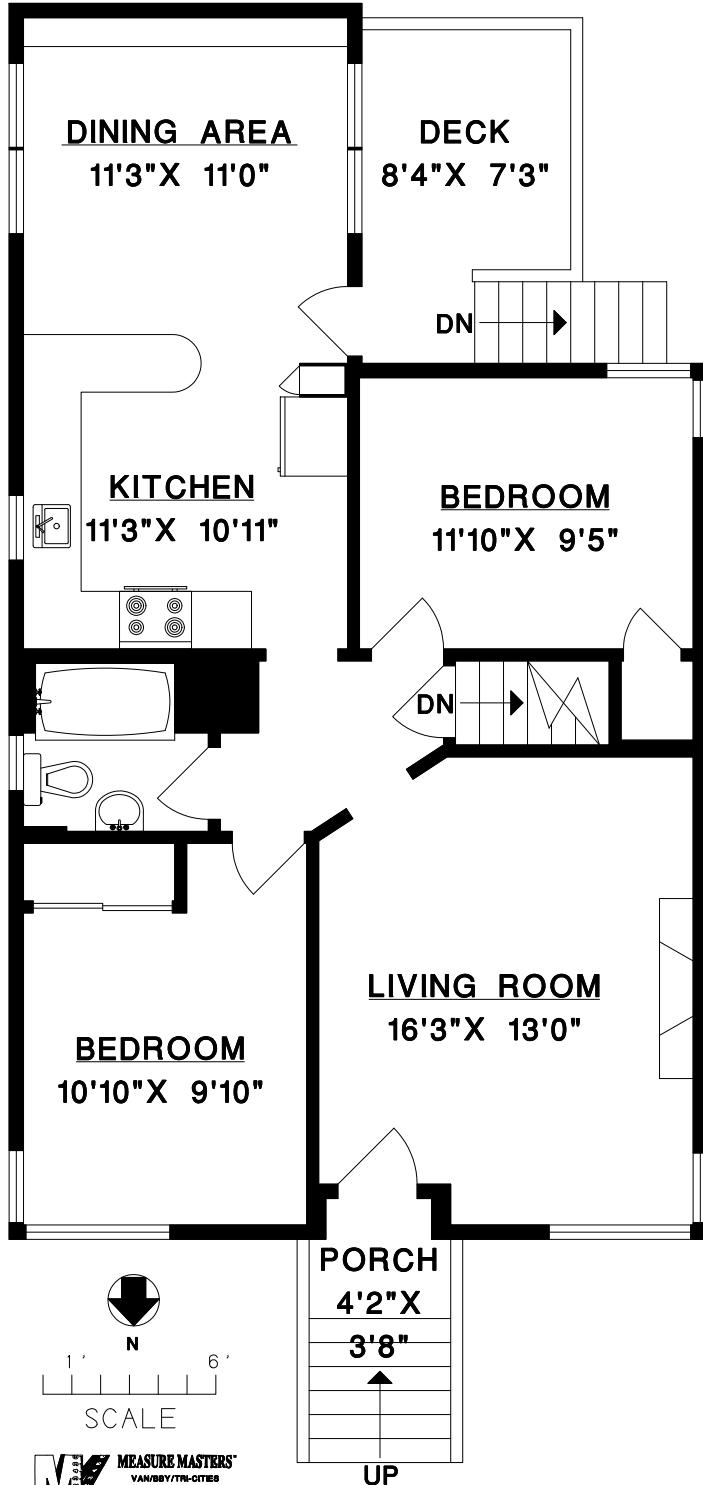 DINING AREA
11'3"X 11'0"
DECK
8'4"X 7'3"
DN
KITCHEN
11'3"X 10'11"
BEDROOM
11'10"X 9'5"
DN
LIVING ROOM
16'3"X 13'0"
BEDROOM
10'10"X 9'10"
PORCH
4'2"X
3'8"
N
1' 6'
SCALE
MEASURE MASTERS™
VAN/BBY/TRI-CITIES
UP